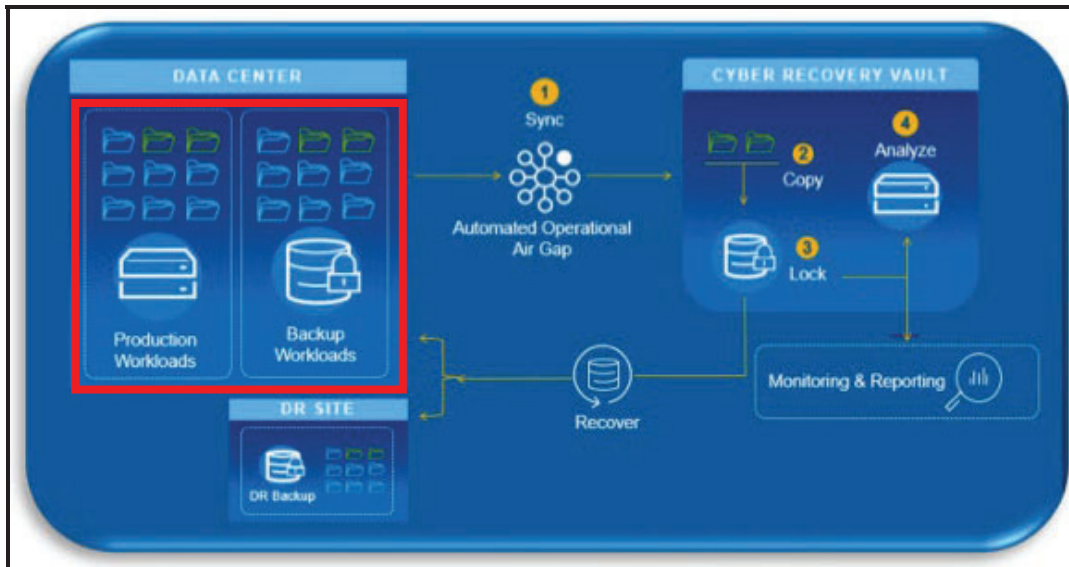 DATA CENTER
Production
Workloads
Backup
Workloads
DR SITE
DR Backup
1
Sync
Automated Operational
Air Gap
Recover
CYBER RECOVERY VAULT
2
Copy
3
Lock
4
Analyze
Monitoring & Reporting